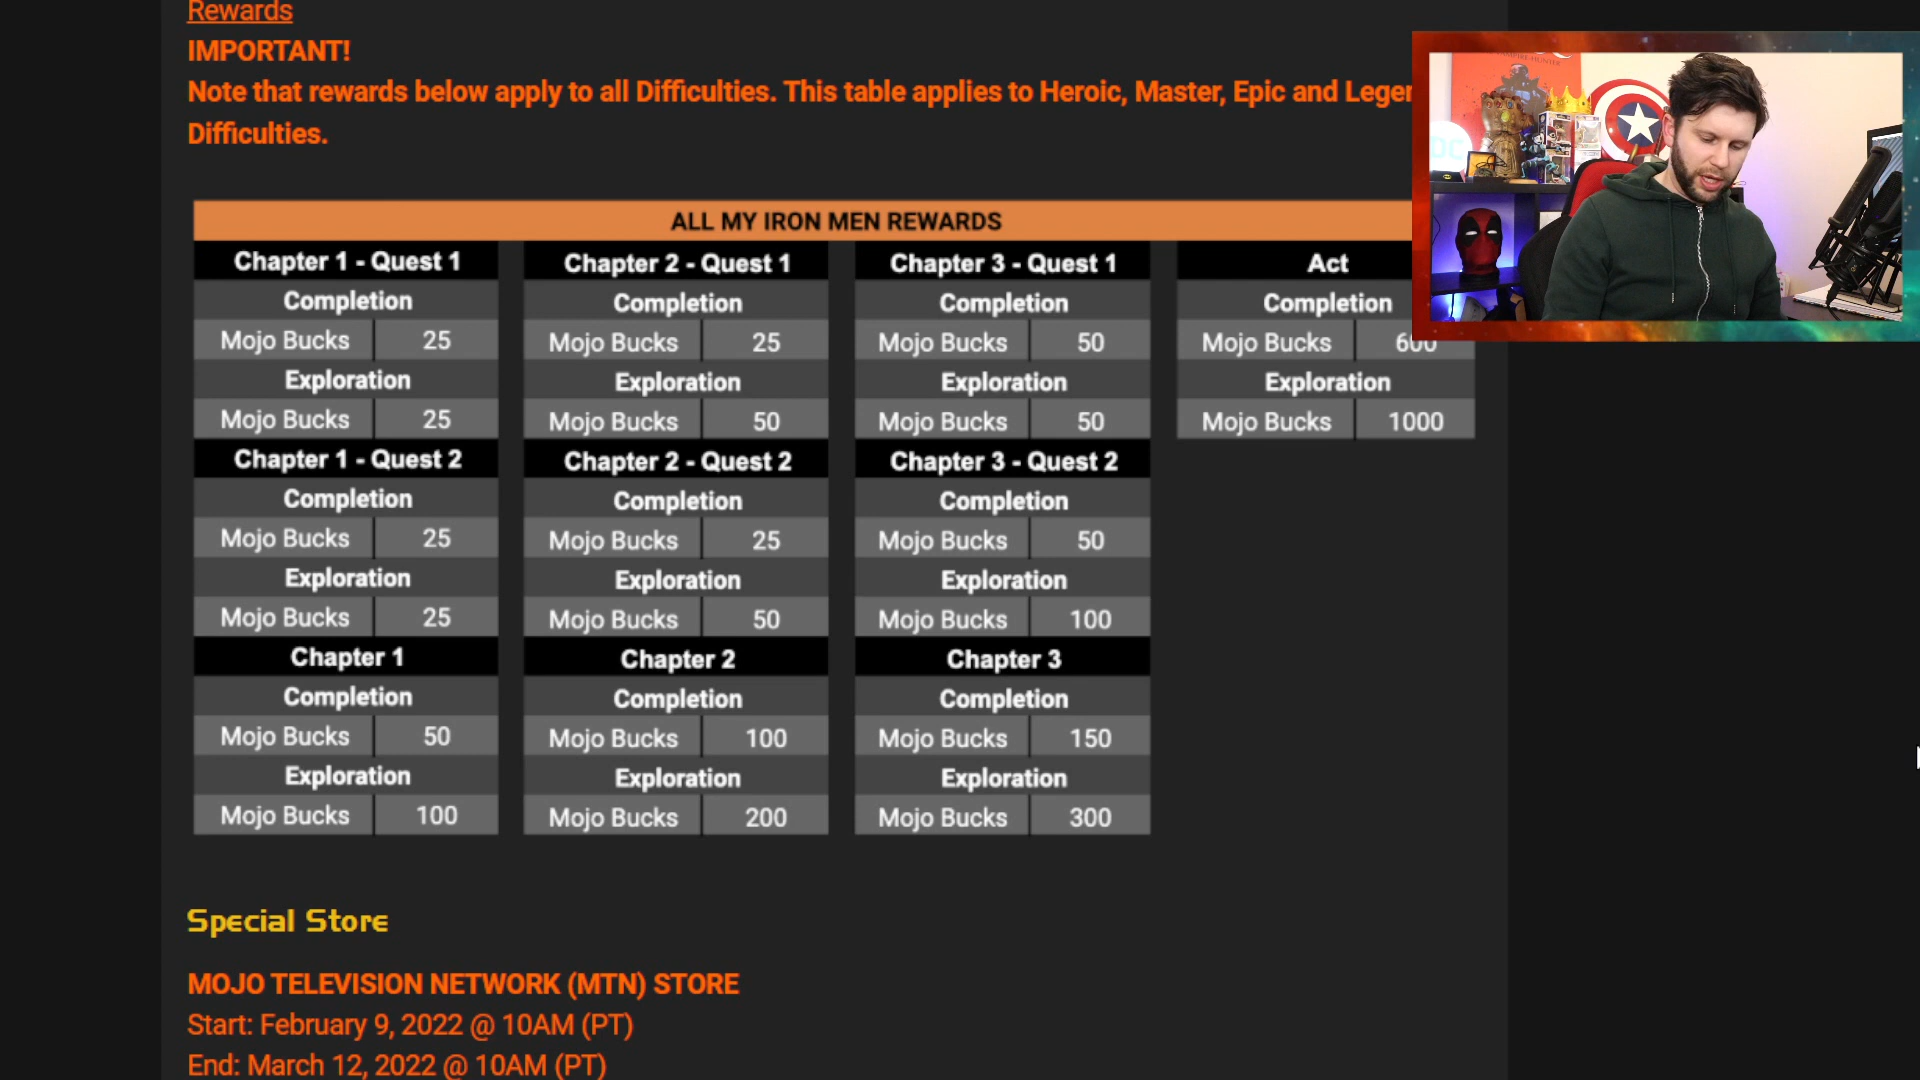 Rewards
IMPORTANT!
Note that rewards below apply to all Difficulties. This table applies to Heroic, Master, Epic and
Difficulties.
ALL MY IRON MEN REWARDS
Chapter 1 - Quest 1
Completion
Mojo Bucks 25
Exploration
Mojo Bucks 25
Chapter 1 - Quest 2
Completion
Mojo Bucks 25
Exploration
Mojo Bucks 25
Chapter 1
Completion
Mojo Bucks 50
Exploration
Mojo Bucks 100
Chapter 2 - Quest 1
Completion
Mojo Bucks 25
Exploration
Mojo Bucks 50
Chapter 2 - Quest 2
Completion
Mojo Bucks 25
Exploration
Mojo Bucks 50
Chapter 2
Completion
Mojo Bucks 100
Exploration
Mojo Bucks 200
Chapter 3 - Quest 1
Completion
Mojo Bucks 50
Exploration
Mojo Bucks 50
Chapter 3 - Quest 2
Completion
Mojo Bucks 50
Exploration
Mojo Bucks 100
Chapter 3
Completion
Mojo Bucks 150
Exploration
Mojo Bucks 300
Act
Completion
Mojo Bucks 600
Exploration
Mojo Bucks 1000
Special Store
MOJO TELEVISION NETWORK (MTN) STORE
Start: February 9, 2022 @ 10AM (PT)
End: March 12, 2022 @ 10AM (PT)